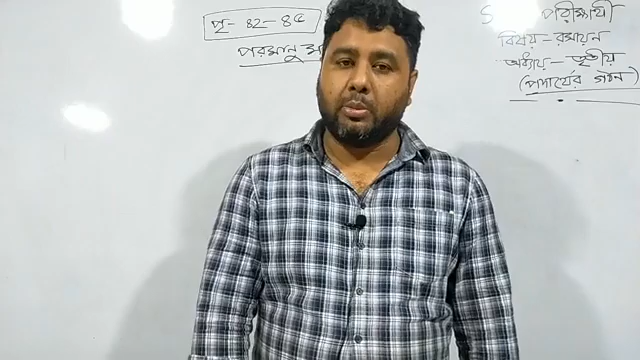 পৃ- ৪২-৪৫
পরমানু
পরীক্ষার্থী
বিষয় - রসায়ন
অধ্যায় - তৃতীয়
(পদার্থের গঠন)